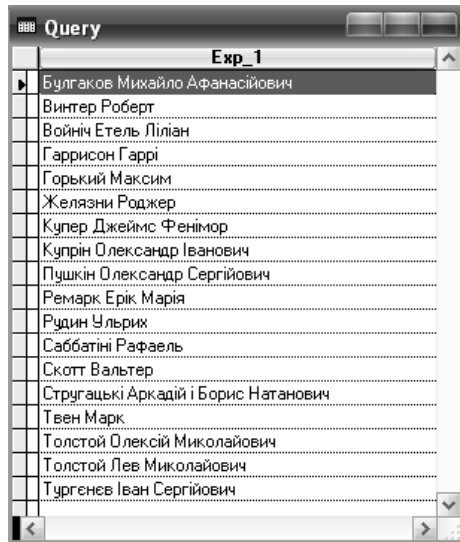 Query
Exp_1
Булгаков Михайло Афанасійович
Винтер Роберт
Войніч Етель Ліліан
Гаррисон Гаррі
Горький Максим
Желязни Роджер
Купер Джеймс Фенімор
Купрін Олександр Іванович
Пушкін Олександр Сергійович
Ремарк Ерік Марія
Рудин Ульрих
Саббатіні Рафаель
Скотт Вальтер
Стругацькі Аркадій і Борис Натанович
Твен Марк
Толстой Олексій Миколайович
Толстой Лев Миколайович
Тургенєв Іван Сергійович